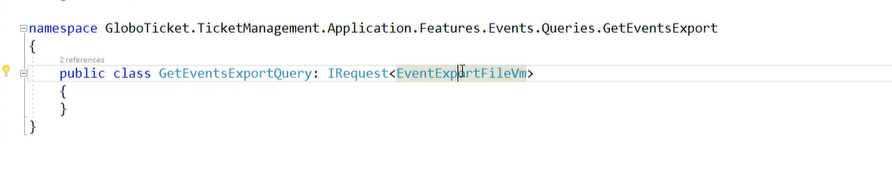 namespace GloboTicket.TicketManagement.Application.Features.Events.Queries.GetEventsExport
{
2 references
public class GetEventsExportQuery: IRequest<EventExportFileVm>
{
}
}